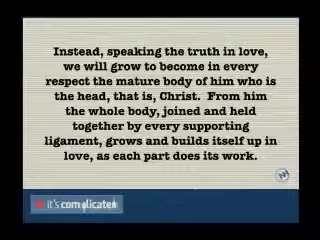 Instead, speaking the truth in love,
we will grow to become in every
respect the mature body of him who is
the head, that is, Christ.  From him
the whole body, joined and held
together by every supporting
ligament, grows and builds itself up in
love, as each part does its work.
NH
it's complicated